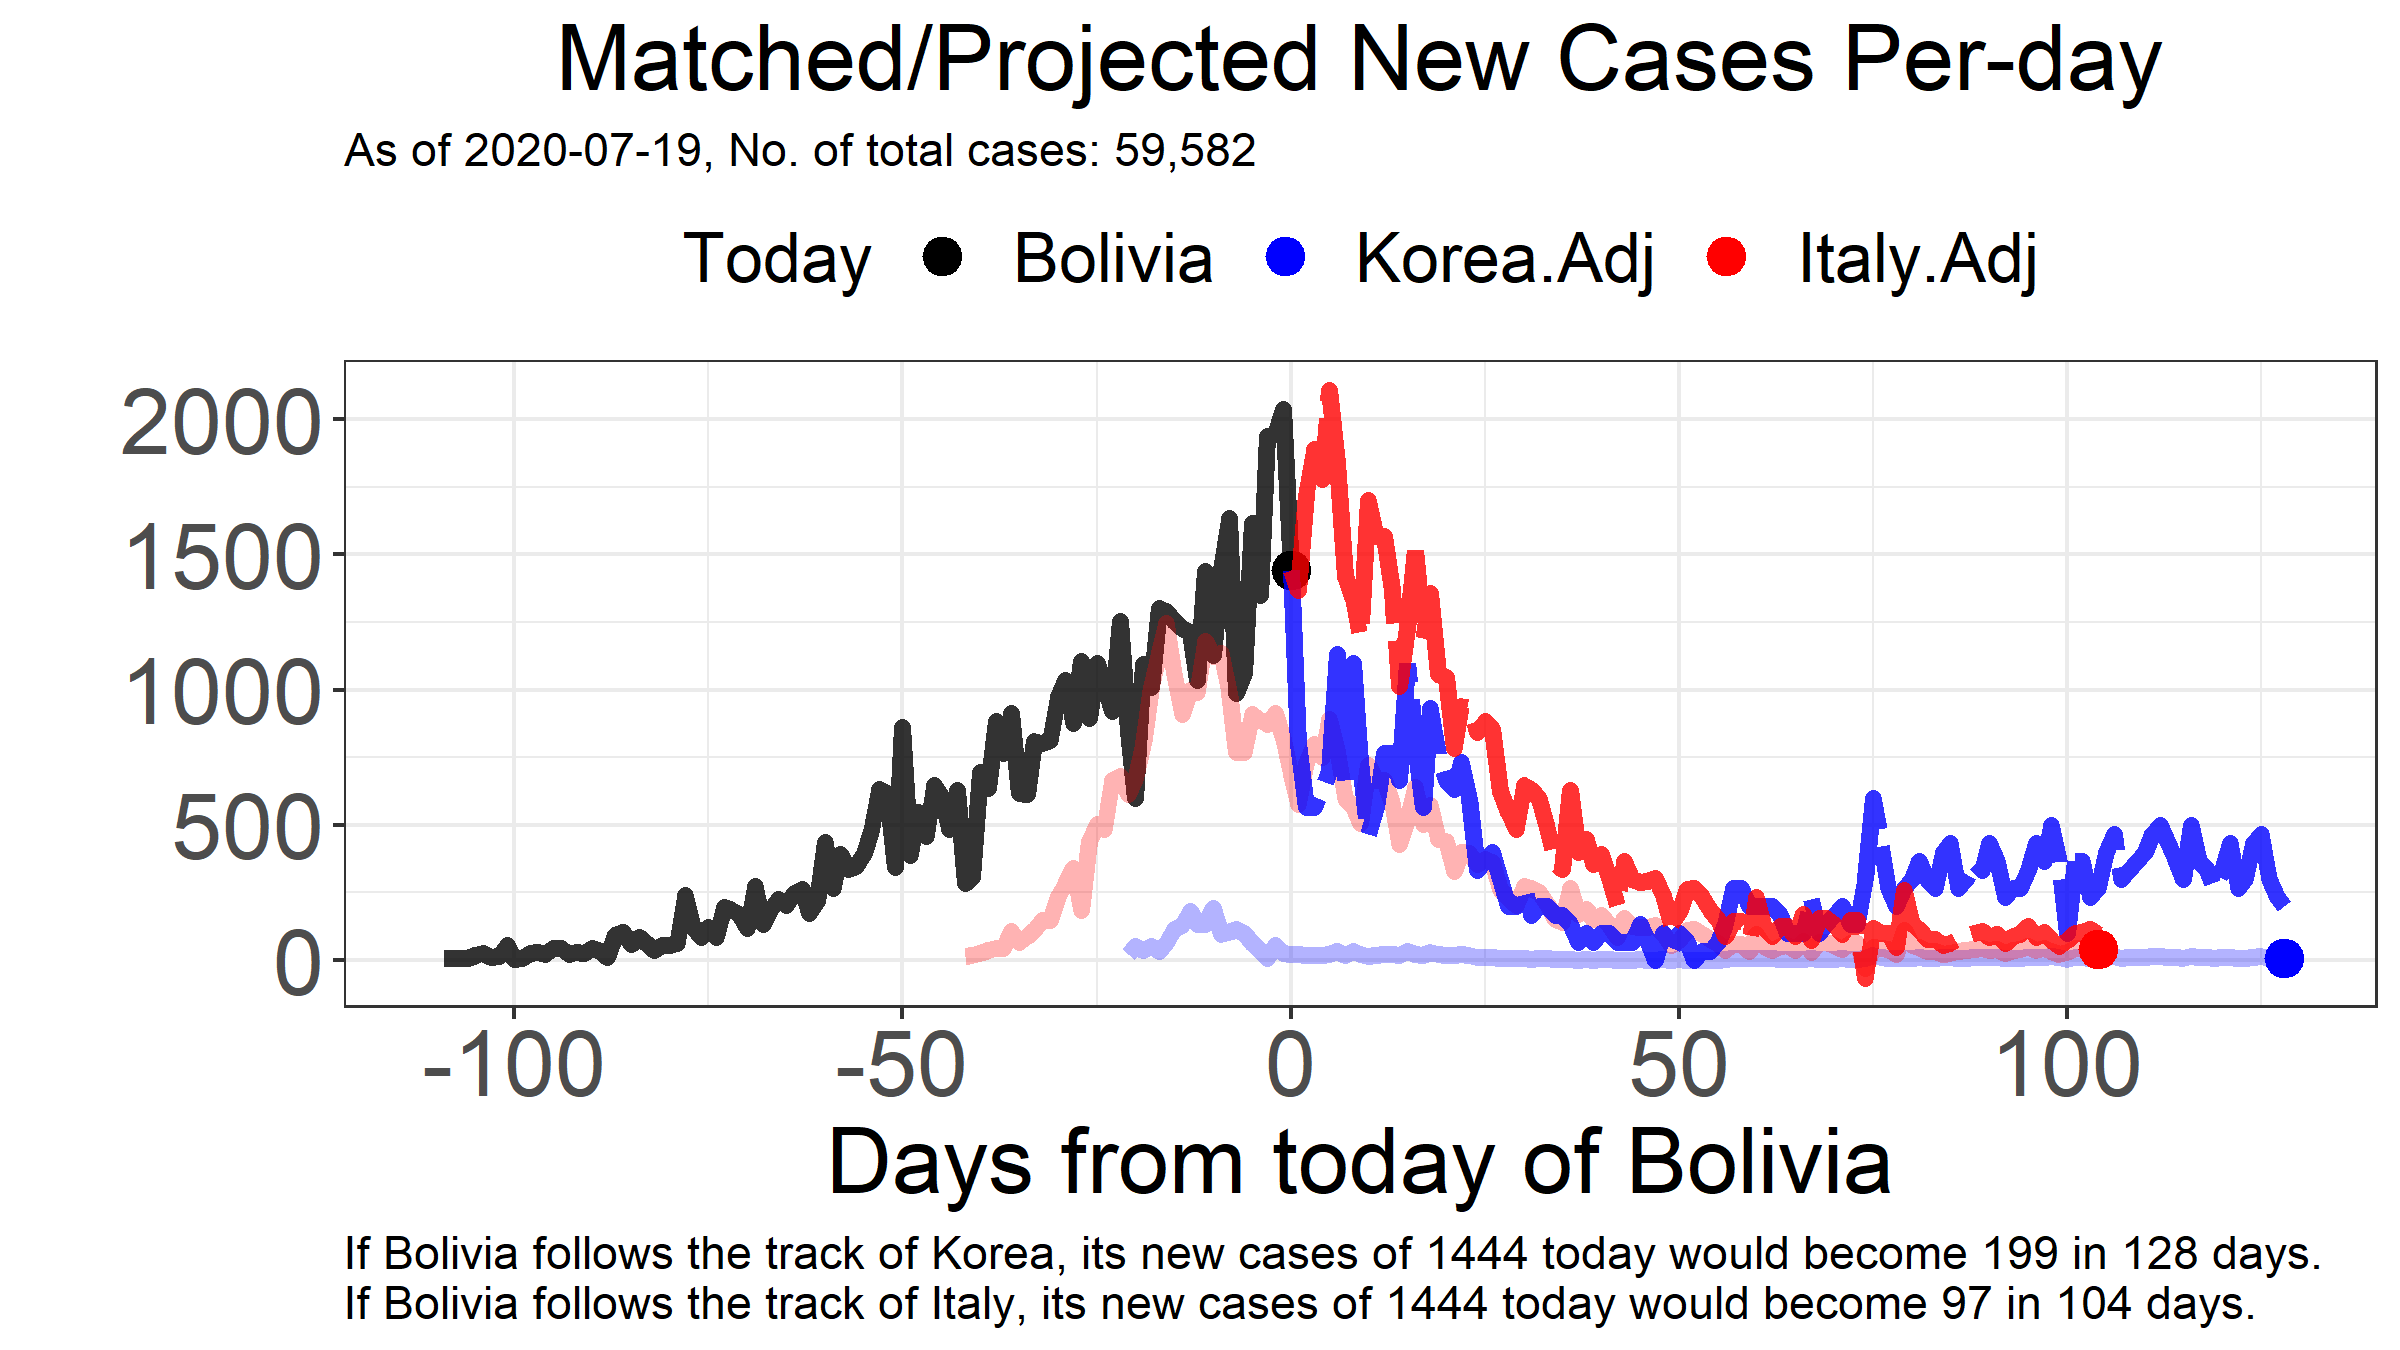 Matched/Projected New Cases Per-day
As of 2020-07-19, No. of total cases: 59,582
Today Bolivia Korea.Adj Italy.Adj
2000
1500
1000
500
0
-100 -50 0 50 100
Days from today of Bolivia
If Bolivia follows the track of Korea, its new cases of 1444 today would become 199 in 128 days.
If Bolivia follows the track of Italy, its new cases of 1444 today would become 97 in 104 days.